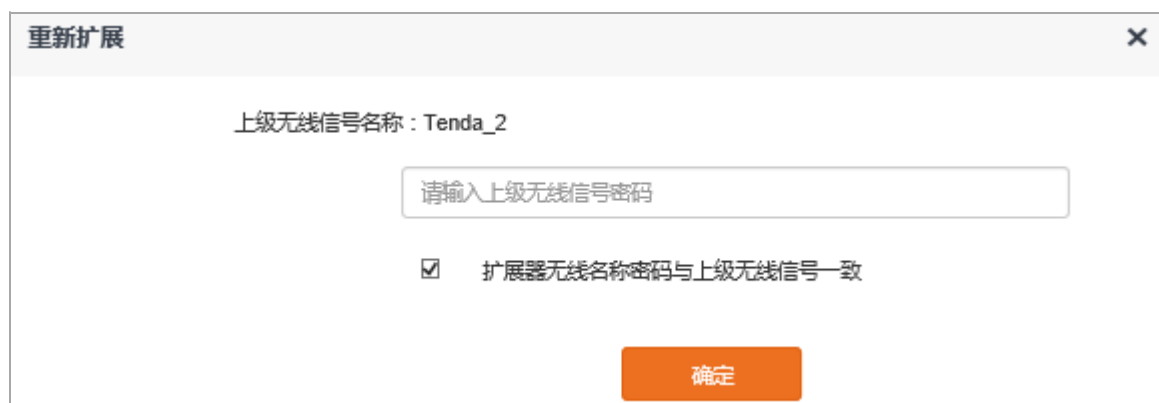 重新扩展
上级无线信号名称：Tenda_2
请输入上级无线信号密码
扩展器无线名称密码与上级无线信号一致
确定